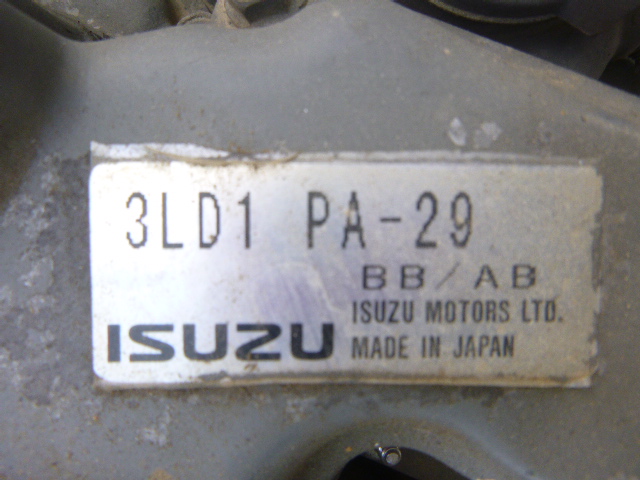 3LD1 PA-29
BB/AB
ISUZU MOTORS LTD.
ISUZU MADE IN JAPAN